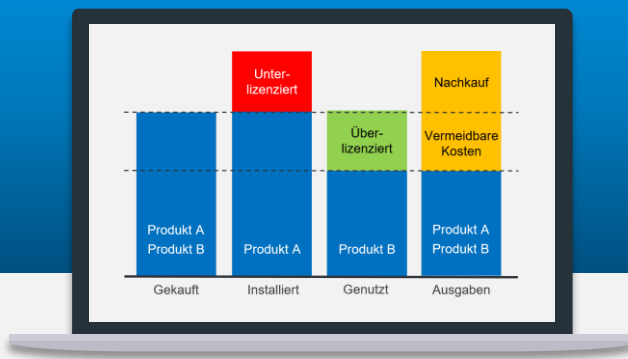 Unter-
lizenziert
Nachkauf
Über-
lizenziert
Vermeidbare
Kosten
Produkt A
Produkt B
Produkt A
Produkt B
Produkt A
Produkt B
Gekauft
Installiert
Genutzt
Ausgaben